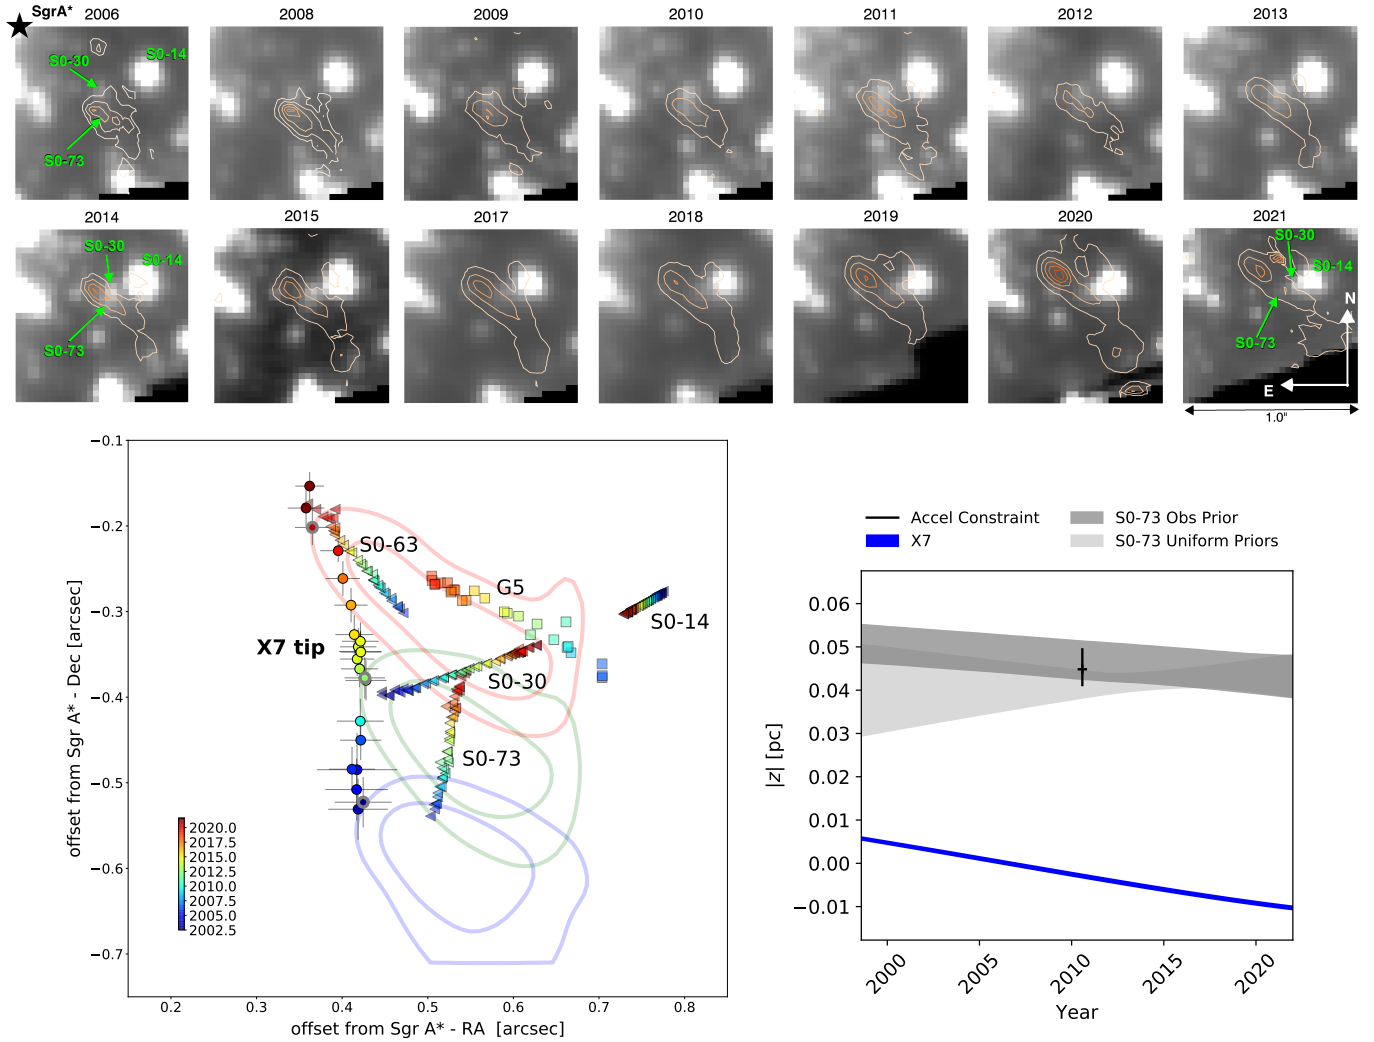 SgrA*
2006 2008 2009 2010 2011 2012 2013
S0-30
S0-14
S0-73
2014 2015 2017 2018 2019 2020 2021
S0-30
S0-14
S0-73
S0-30
S0-14
S0-73
N
E
1.0"
−0.1
−0.2
−0.3
−0.4
−0.5
−0.6
−0.7
offset from Sgr A* - Dec [arcsec]
S0-63
G5
S0-14
X7 tip
S0-30
S0-73
2020.0
2017.5
2015.0
2012.5
2010.0
2007.5
2005.0
2002.5
0.2 0.3 0.4 0.5 0.6 0.7 0.8
offset from Sgr A* - RA [arcsec]
Accel Constraint
X7
S0-73 Obs Prior
S0-73 Uniform Priors
0.06
0.05
0.04
0.03
0.02
0.01
0.00
−0.01
|z| [pc]
2000 2005 2010 2015 2020
Year